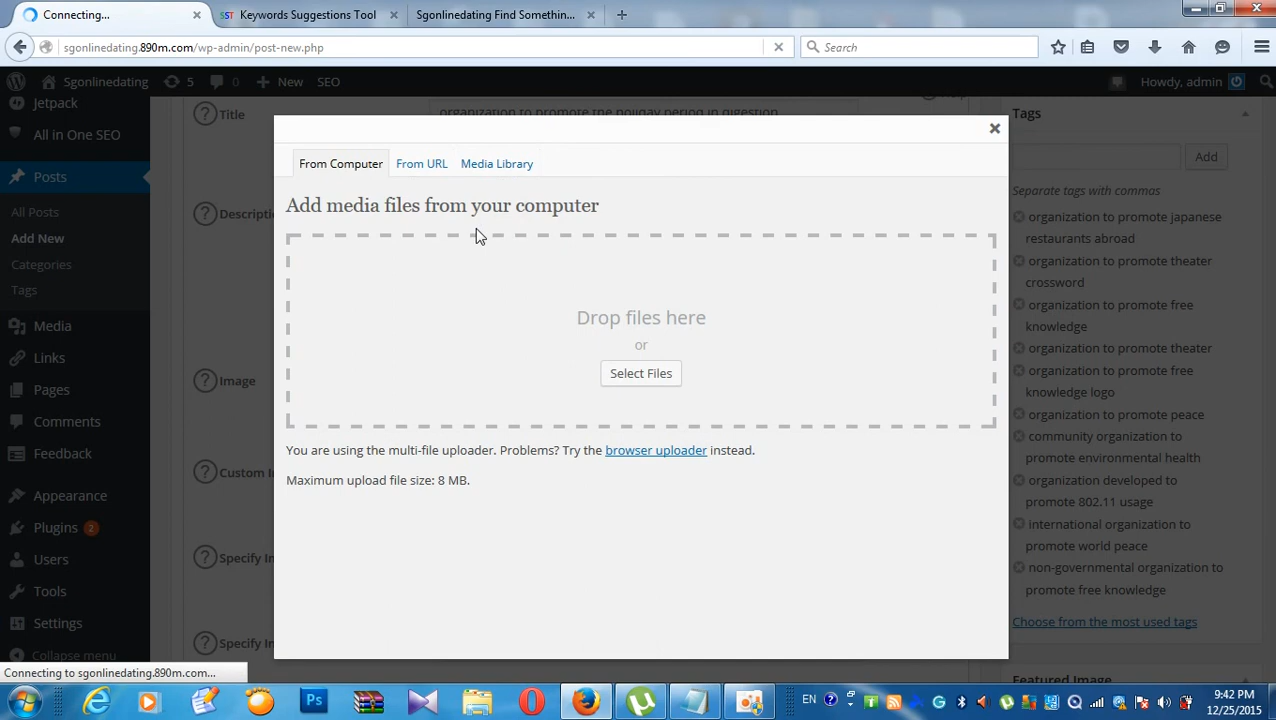 Connecting...
Keywords Suggestions Tool
Sgonlinedating Find Somethin...
sgonlinedating.890m.com/wp-admin/post-new.php
Search
Sgonlinedating
5
0
New
SEO
Howdy, admin
Jetpack
All in One SEO
Posts
All Posts
Add New
Categories
Tags
Media
Links
Pages
Comments
Feedback
Appearance
Plugins 2
Users
Tools
Settings
Collapse menu
Title
organization to promote the holiday period in digestion
Image
From Computer
From URL
Media Library
Add media files from your computer
Drop files here
or
Select Files
You are using the multi-file uploader. Problems? Try the browser uploader instead.
Maximum upload file size: 8 MB.
Tags
Add
Separate tags with commas
organization to promote japanese
restaurants abroad
organization to promote theater
crossword
organization to promote free
knowledge
organization to promote theater
organization to promote free
knowledge logo
organization to promote peace
community organization to
promote environmental health
organization developed to
promote 802.11 usage
international organization to
promote world peace
non-governmental organization to
promote free knowledge
Choose from the most used tags
Featured Image
Connecting to sgonlinedating.890m.com...
Ps
EN
9:42 PM
12/25/2015